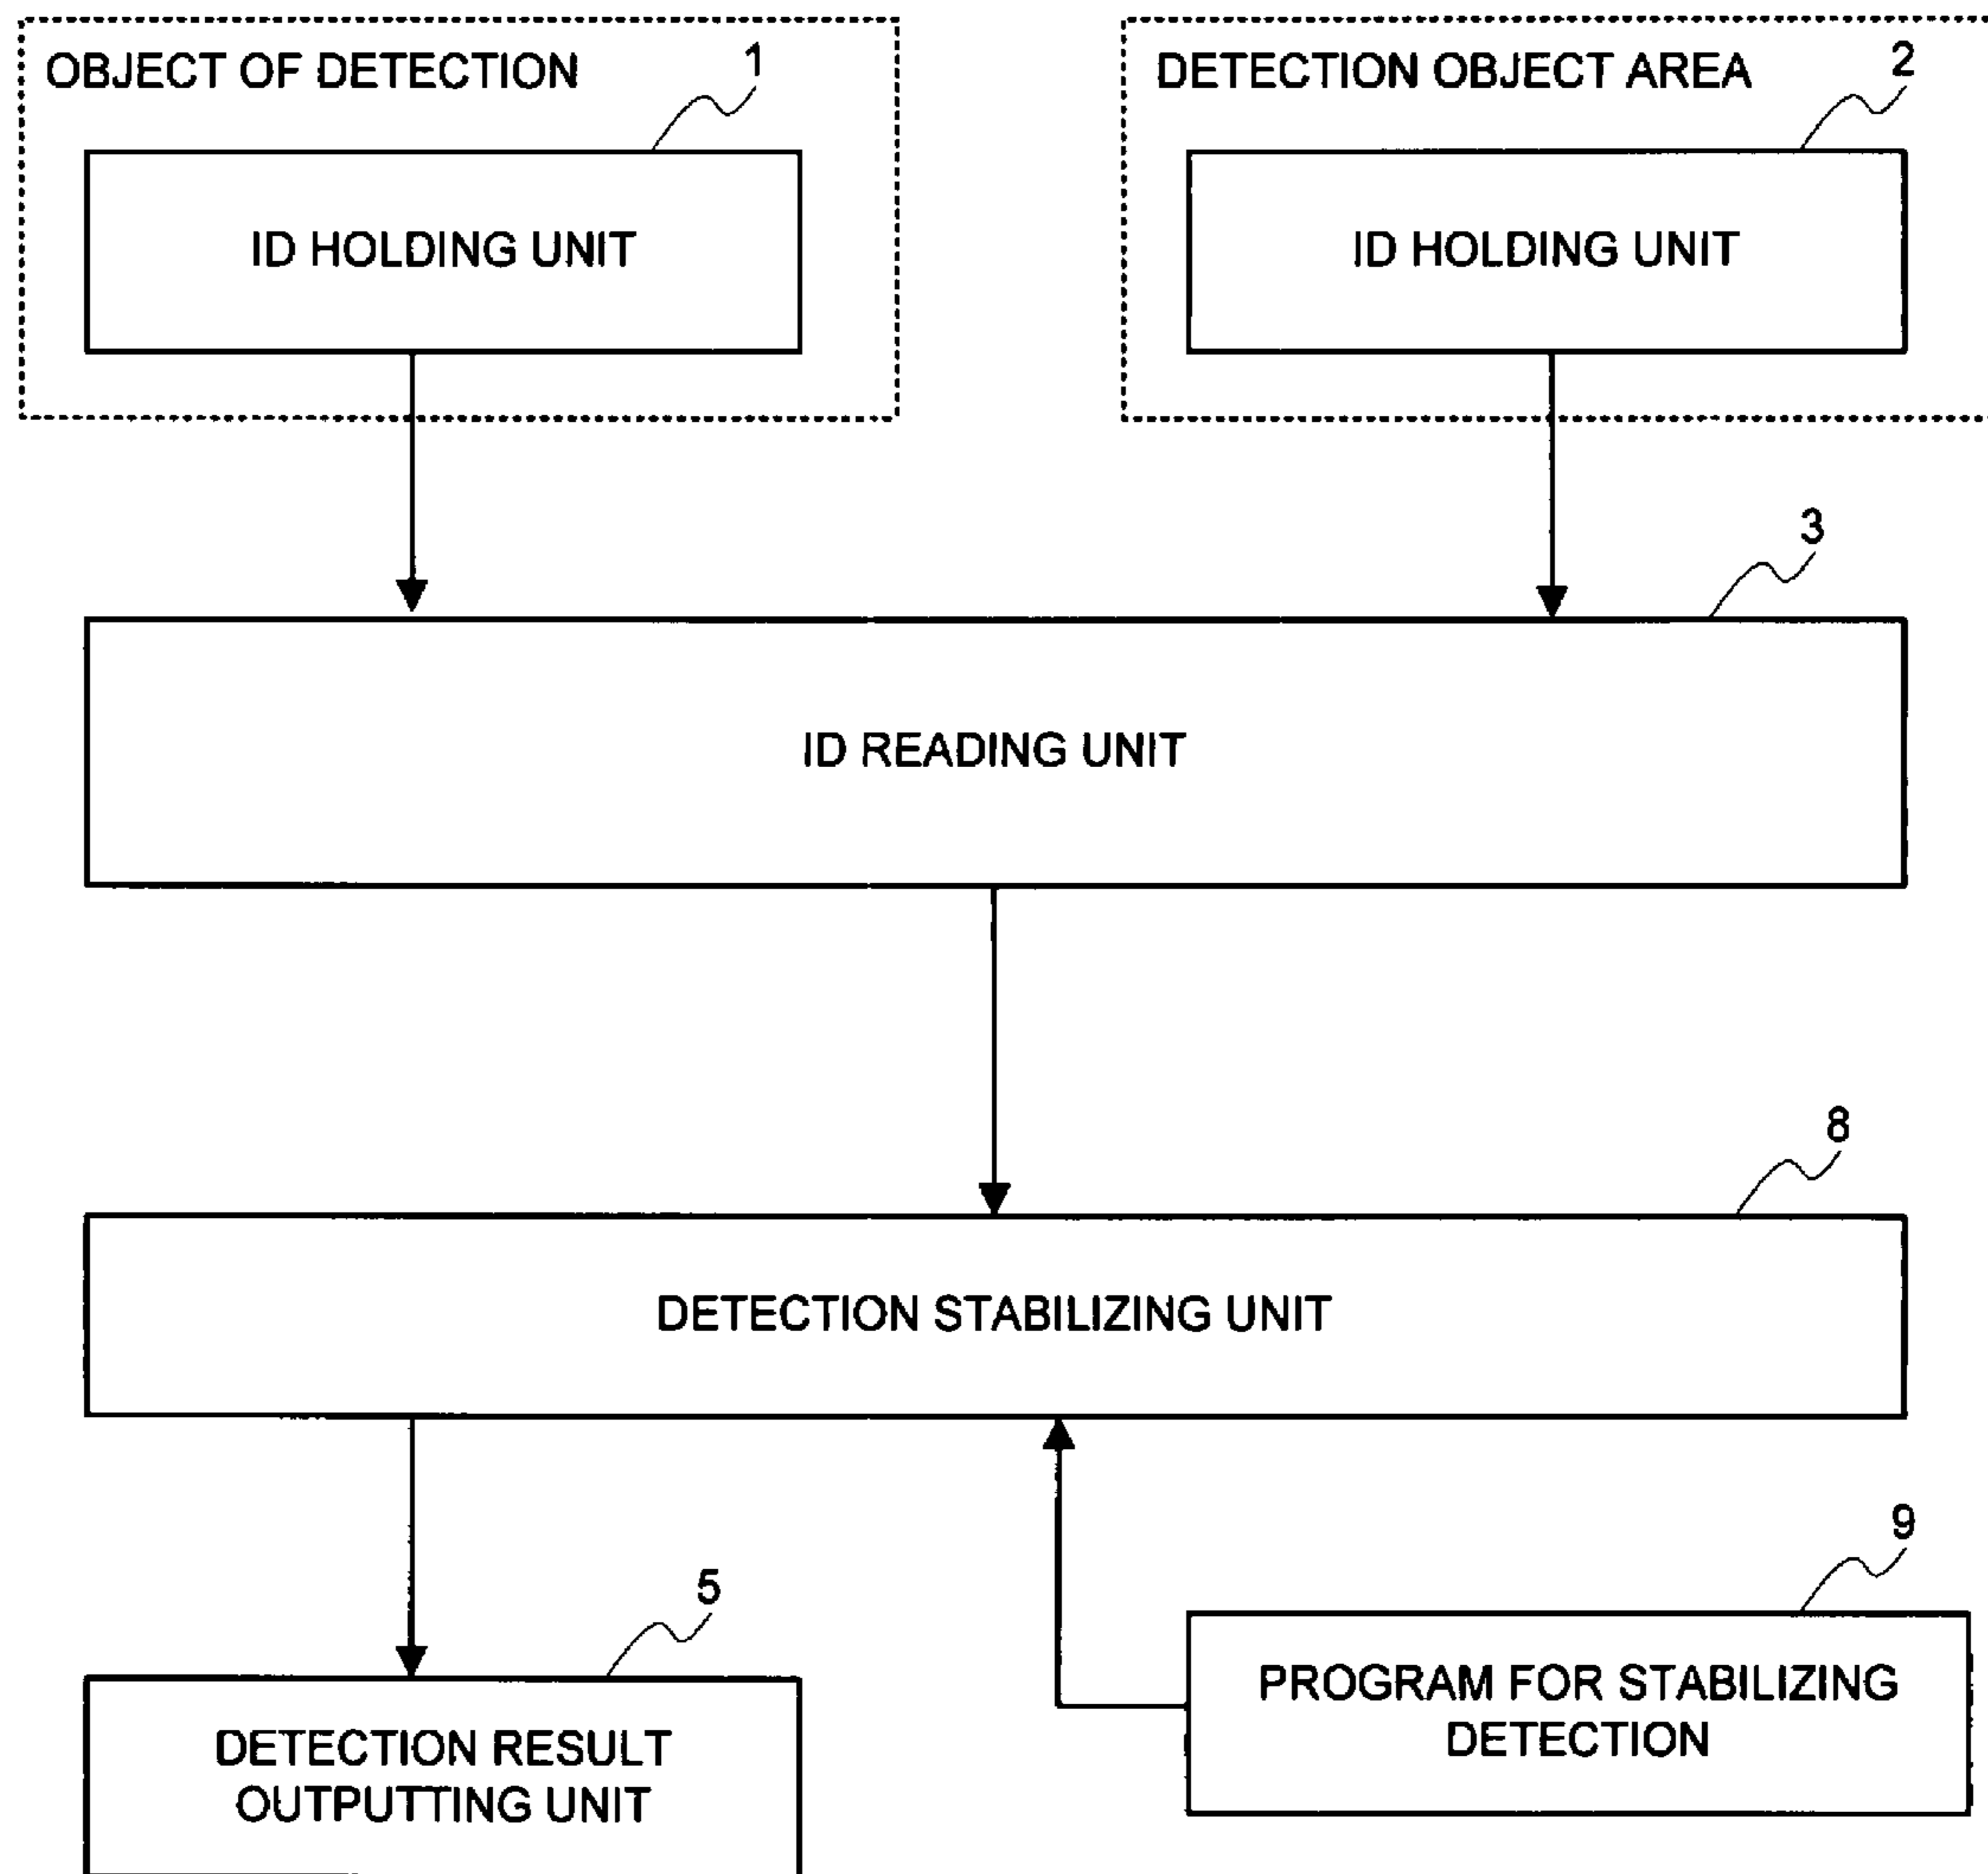 OBJECT OF DETECTION
1
DETECTION OBJECT AREA
2
ID HOLDING UNIT
ID HOLDING UNIT
3
ID READING UNIT
8
DETECTION STABILIZING UNIT
5
DETECTION RESULT
OUTPUTTING UNIT
9
PROGRAM FOR STABILIZING
DETECTION